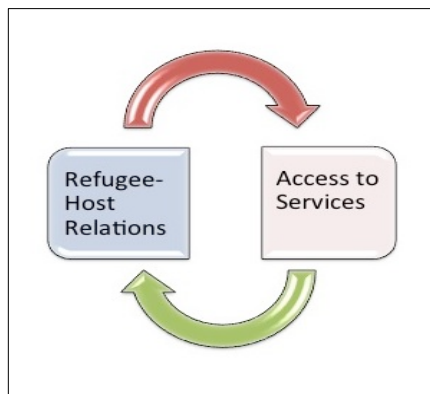 Refugee-
Host
Relations
Access to
Services